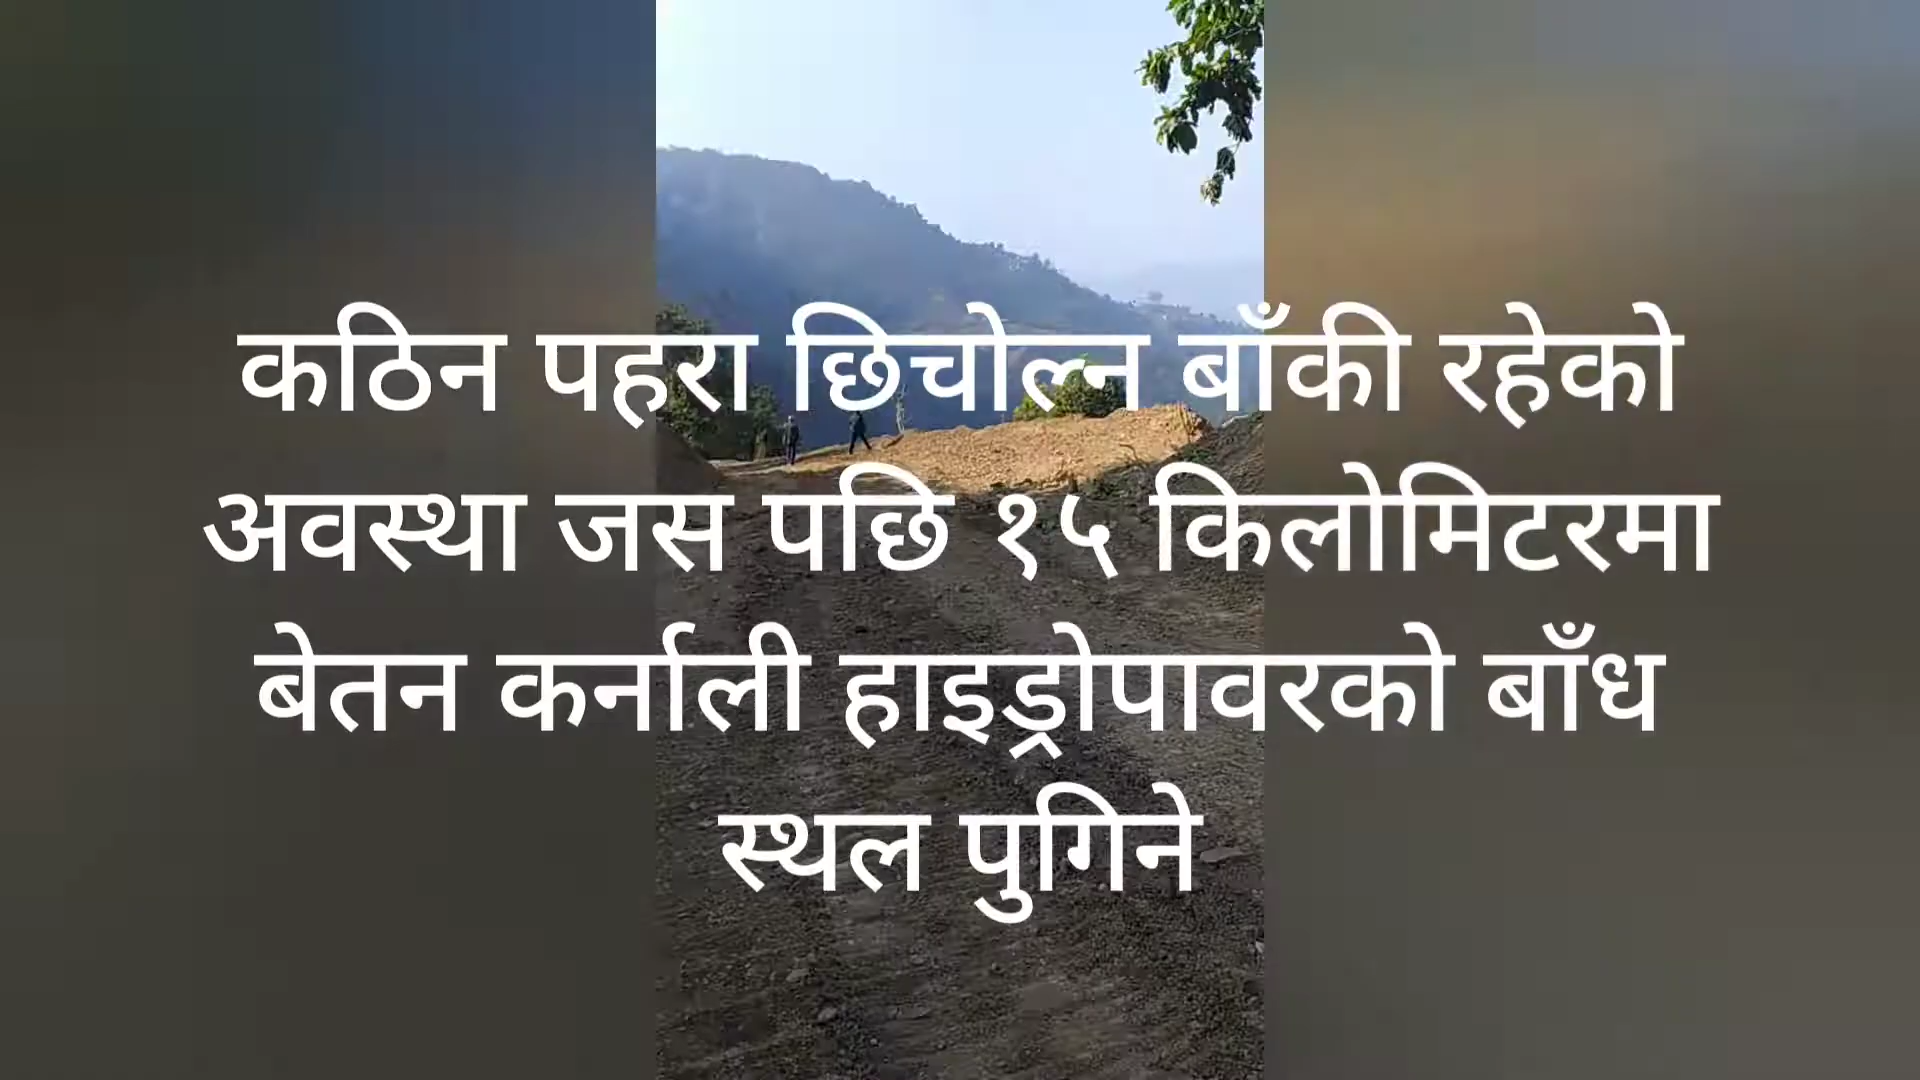 कठिन पहरा छिचोल्न बाँकी रहेको
अवस्था जस पछि १५ किलोमिटरमा
बेतन कर्नाली हाइड्रोपावरको बाँध
स्थल पुगिने